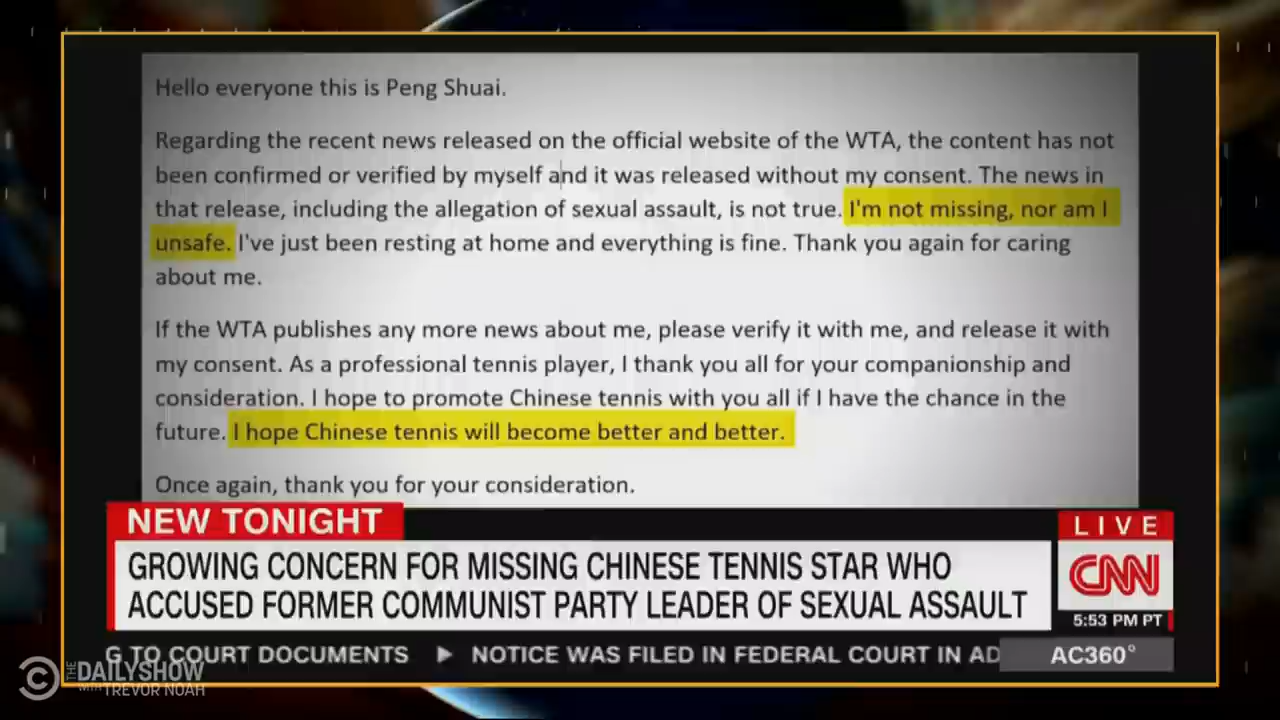 Hello everyone this is Peng Shuai.
Regarding the recent news released on the official website of the WTA, the content has not
been confirmed or verified by myself and it was released without my consent. The news in
that release, including the allegation of sexual assault, is not true. I'm not missing, nor am I
unsafe. I've just been resting at home and everything is fine. Thank you again for caring
about me.
If the WTA publishes any more news about me, please verify it with me, and release it with
my consent. As a professional tennis player, I thank you all for your companionship and
consideration. I hope to promote Chinese tennis with you all if I have the chance in the
future. I hope Chinese tennis will become better and better.
Once again, thank you for your consideration.
NEW TONIGHT
LIVE
GROWING CONCERN FOR MISSING CHINESE TENNIS STAR WHO
ACCUSED FORMER COMMUNIST PARTY LEADER OF SEXUAL ASSAULT
CNN
5:53 PM PT
G TO COURT DOCUMENTS ▶ NOTICE WAS FILED IN FEDERAL COURT IN AD
AC360°
THE DAILY SHOW
WITH TREVOR NOAH